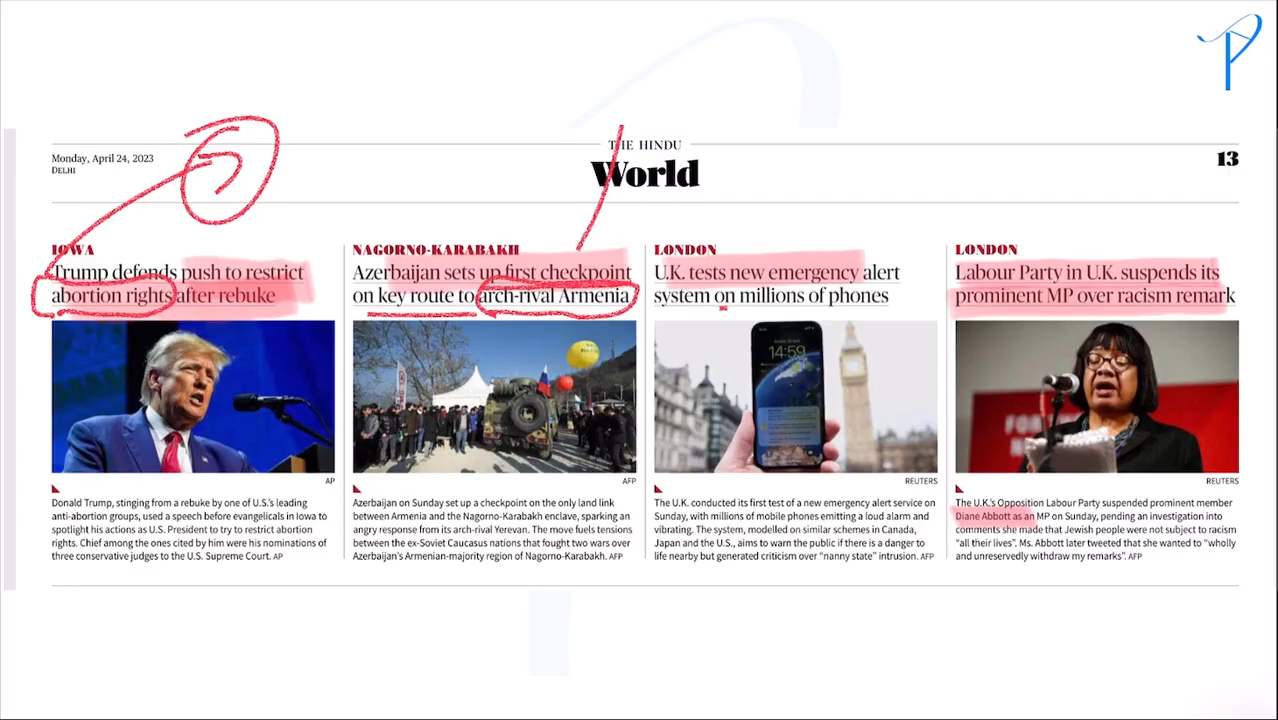 Monday, April 24, 2023
DELHI
THE HINDU
World
13
IOWA
Trump defends push to restrict
abortion rights after rebuke
AP
Donald Trump, stinging from a rebuke by one of U.S.'s leading
anti-abortion groups, used a speech before evangelicals in Iowa to
spotlight his actions as U.S. President to try to restrict abortion
rights. Chief among the ones cited by him were his nominations of
three conservative judges to the U.S. Supreme Court. AP
NAGORNO-KARABAKH
Azerbaijan sets up first checkpoint
on key route to arch-rival Armenia
AFP
Azerbaijan on Sunday set up a checkpoint on the only land link
between Armenia and the Nagorno-Karabakh enclave, sparking an
angry response from its arch-rival Yerevan. The move fuels tensions
between the ex-Soviet Caucasus nations that fought two wars over
Azerbaijan's Armenian-majority region of Nagorno-Karabakh. AFP
LONDON
U.K. tests new emergency alert
system on millions of phones
14:59
REUTERS
The U.K. conducted its first test of a new emergency alert service on
Sunday, with millions of mobile phones emitting a loud alarm and
vibrating. The system, modelled on similar schemes in Canada,
Japan and the U.S., aims to warn the public if there is a danger to
life nearby but generated criticism over "nanny state" intrusion. AFP
LONDON
Labour Party in U.K. suspends its
prominent MP over racism remark
REUTERS
The U.K.'s Opposition Labour Party suspended prominent member
Diane Abbott as an MP on Sunday, pending an investigation into
comments she made that Jewish people were not subject to racism
"all their lives". Ms. Abbott later tweeted that she wanted to "wholly
and unreservedly withdraw my remarks". AFP